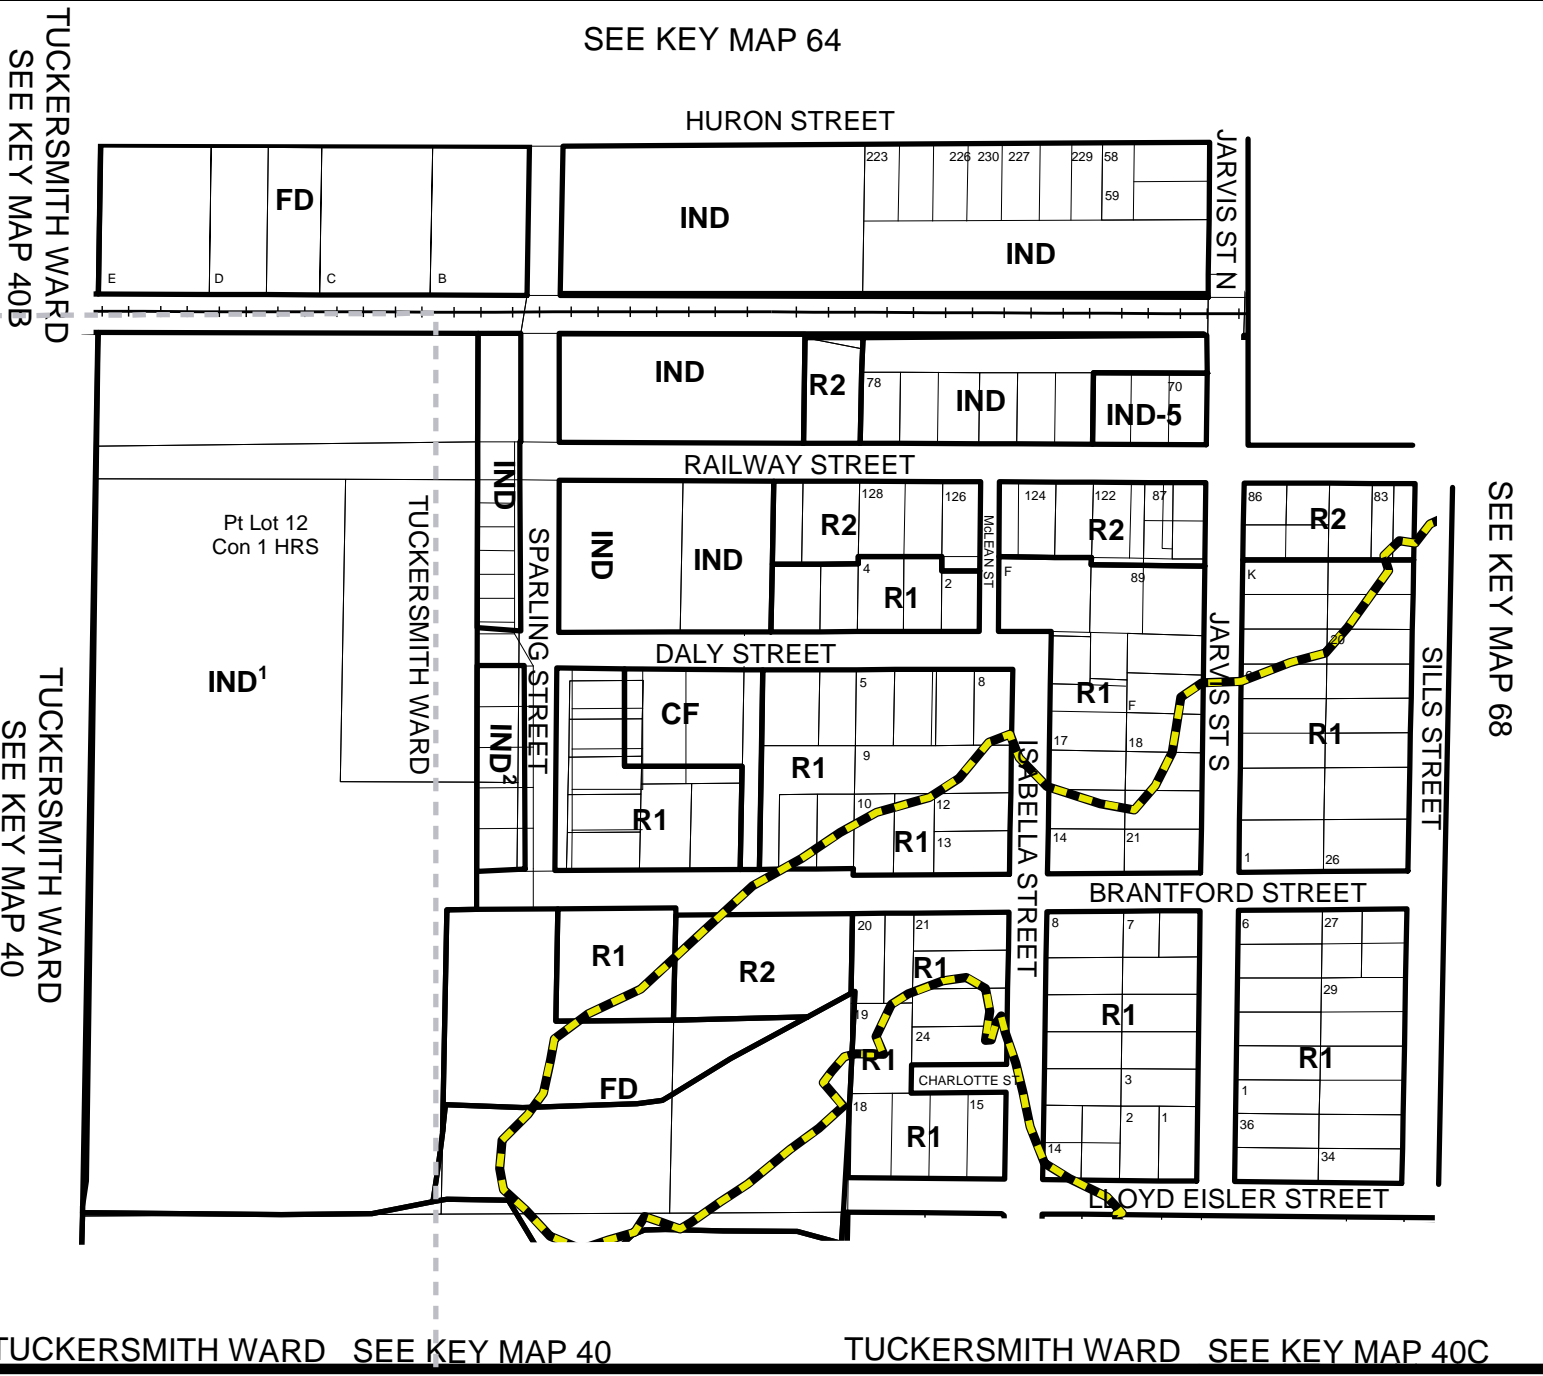 SEE KEY MAP 64
TUCKERSMITH WARD
SEE KEY MAP 40B
HURON STREET
JARVIS ST N
223
226
230
227
229
58
59
FD
IND
IND
E
D
C
B
IND
R2
78
IND
70
IND-5
RAILWAY STREET
Pt Lot 12
Con 1 HRS
TUCKERSMITH WARD
IND
SPARLING STREET
IND
IND
128
126
R2
4
R1
2
McLEAN ST
124
122
87
R2
F
89
86
83
R2
K
SEE KEY MAP 68
IND¹
DALY STREET
IND²
CF
R1
5
8
R1
9
10
12
R1
13
ISABELLA STREET
R1
F
17
18
14
21
JARVIS ST S
20
R1
1
26
SILLS STREET
TUCKERSMITH WARD
SEE KEY MAP 40
BRANTFORD STREET
R1
R2
20
21
R1
19
24
R1
CHARLOTTE ST
FD
18
15
R1
8
7
R1
3
2
1
14
6
27
29
R1
1
36
34
LLOYD EISLER STREET
TUCKERSMITH WARD SEE KEY MAP 40
TUCKERSMITH WARD SEE KEY MAP 40C